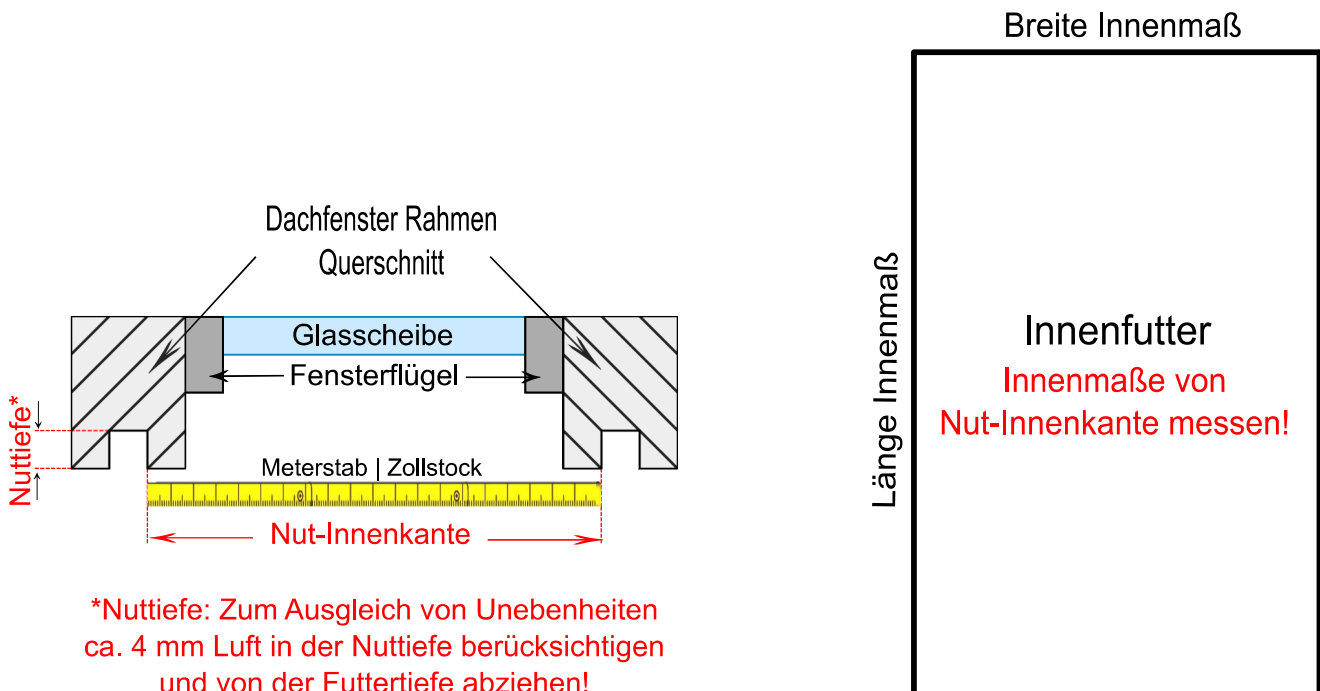 Breite Innenmaß
Dachfenster Rahmen
Querschnitt
Glasscheibe
Fensterflügel
Nuttiefe*
Meterstab | Zollstock
Nut-Innenkante
*Nuttiefe: Zum Ausgleich von Unebenheiten
ca. 4 mm Luft in der Nuttiefe berücksichtigen
und von der Futtertiefe abziehen!
Länge Innenmaß
Innenfutter
Innenmaße von
Nut-Innenkante messen!